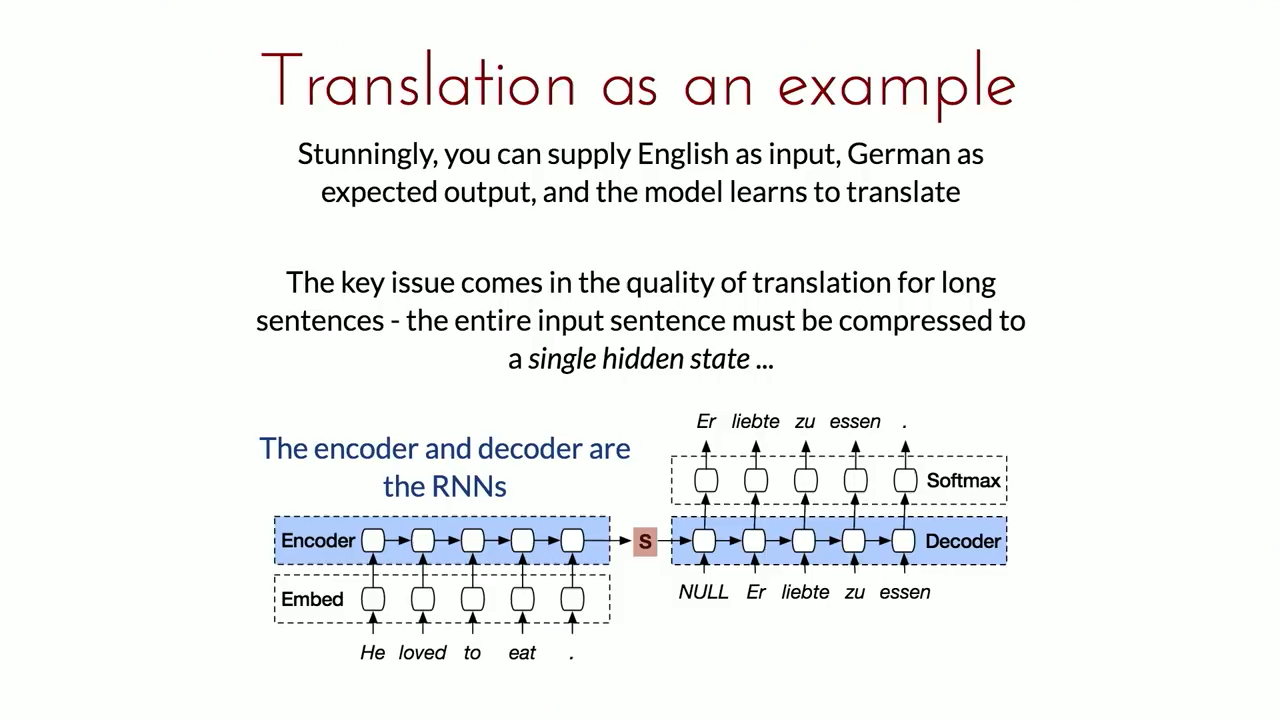 Translation as an example
Stunningly, you can supply English as input, German as
expected output, and the model learns to translate
The key issue comes in the quality of translation for long
sentences - the entire input sentence must be compressed to
a single hidden state ...
The encoder and decoder are
the RNNs
Er liebte zu essen .
Softmax
Encoder
S
Decoder
Embed
NULL Er liebte zu essen
He loved to eat .